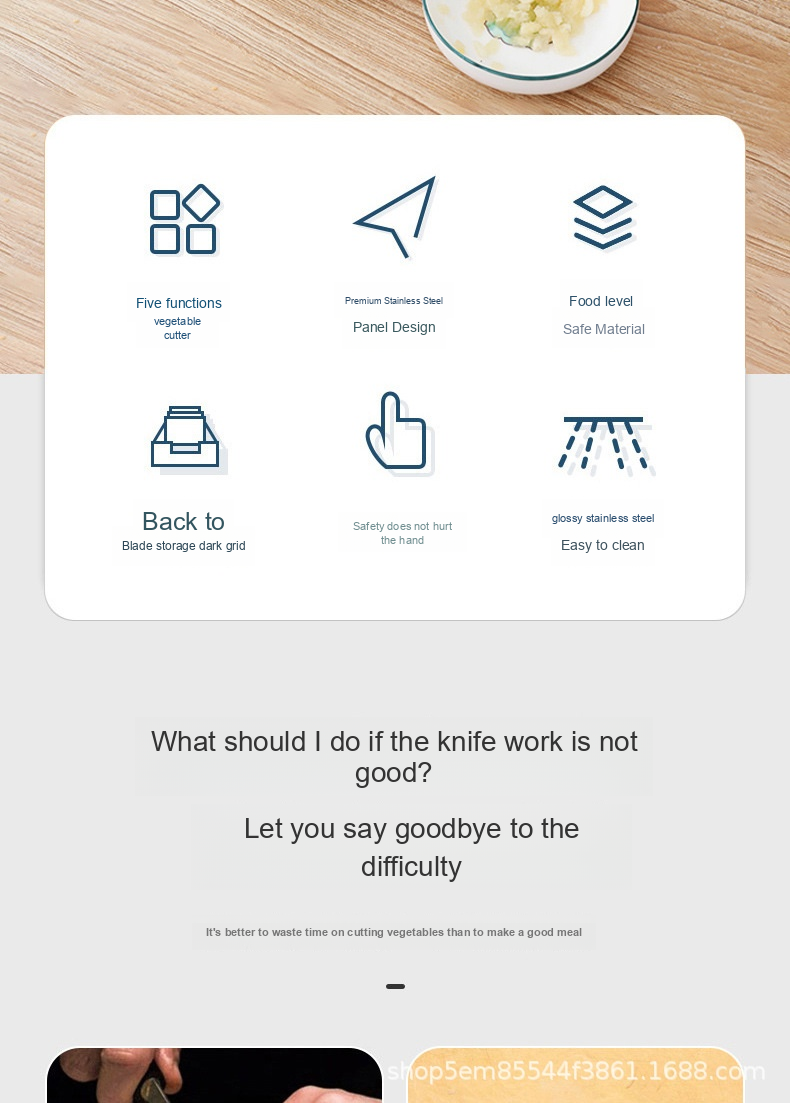 Five functions
vegetable
cutter
Premium Stainless Steel
Panel Design
Food level
Safe Material
Back to
Blade storage dark grid
Safety does not hurt
the hand
glossy stainless steel
Easy to clean
What should I do if the knife work is not
good?
Let you say goodbye to the
difficulty
It's better to waste time on cutting vegetables than to make a good meal
shop5em85544f3861.1688.com